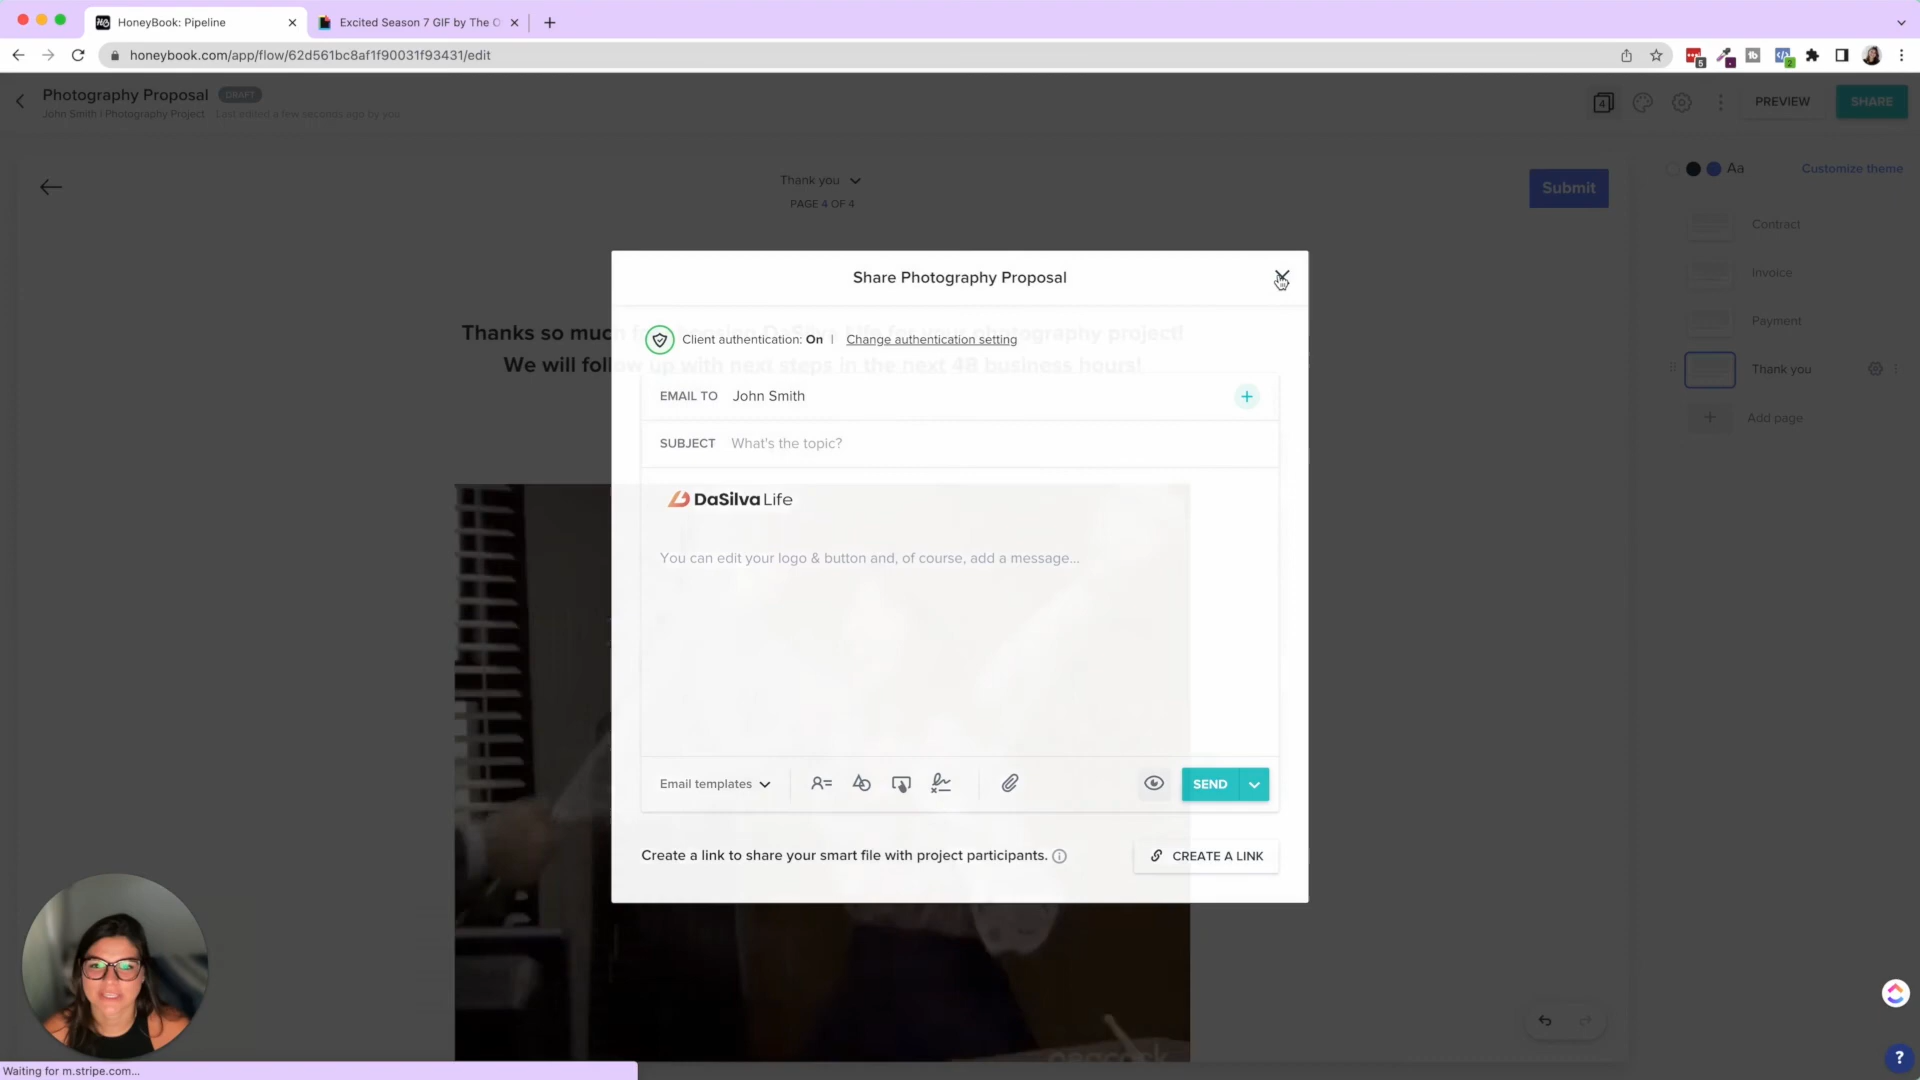 HoneyBook: Pipeline
Excited Season 7 GIF by The O
honeybook.com/app/flow/62d561bc8af1f90031f93431/edit
5
tb
2
Photography Proposal DRAFT
John Smith | Photography Project Last edited a few seconds ago by you
4
PREVIEW
SHARE
Thank you
PAGE 4 OF 4
Submit
Aa
Customize theme
Contract
Invoice
Payment
Thank you
Add page
Share Photography Proposal
Thanks so much for choosing DaSilva Life for your photography project!
We will follow up with next steps in the next 48 business hours!
Client authentication: On | Change authentication setting
EMAIL TO John Smith
SUBJECT What's the topic?
DaSilva Life
You can edit your logo & button and, of course, add a message...
Email templates
SEND
Create a link to share your smart file with project participants.
CREATE A LINK
peacock
Waiting for m.stripe.com...
?